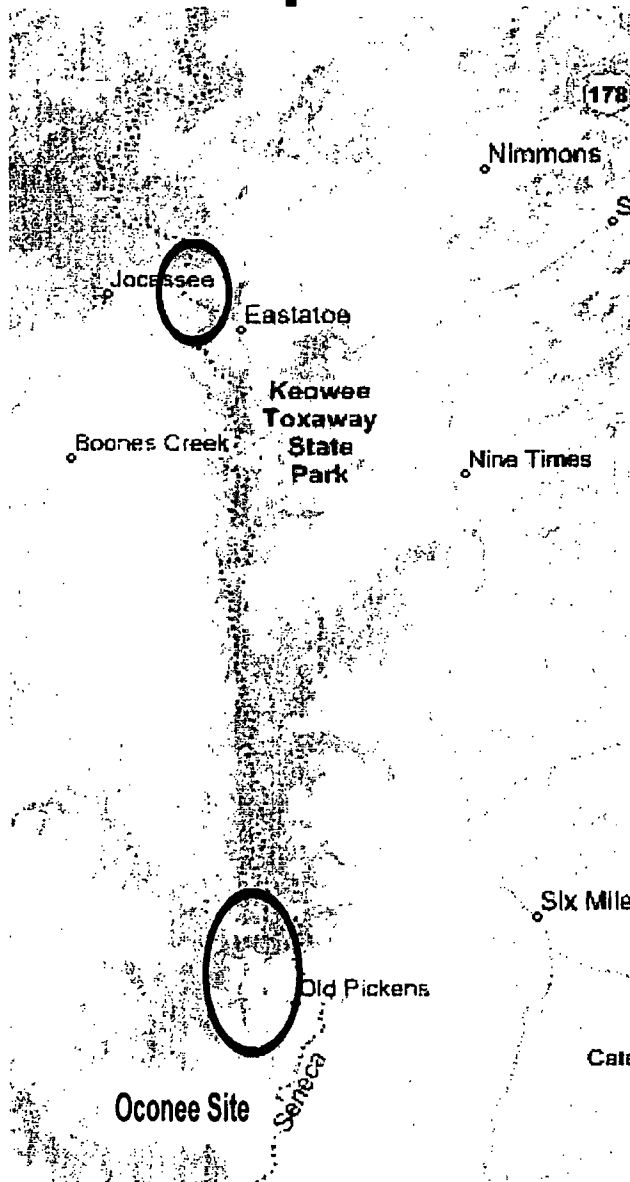 178
Nimmons
Jocassee
Eastatoe
Keowee
Toxaway
State
Park
Boones Creek
Nine Times
Six Mile
Old Pickens
Oconee Site
Seneca